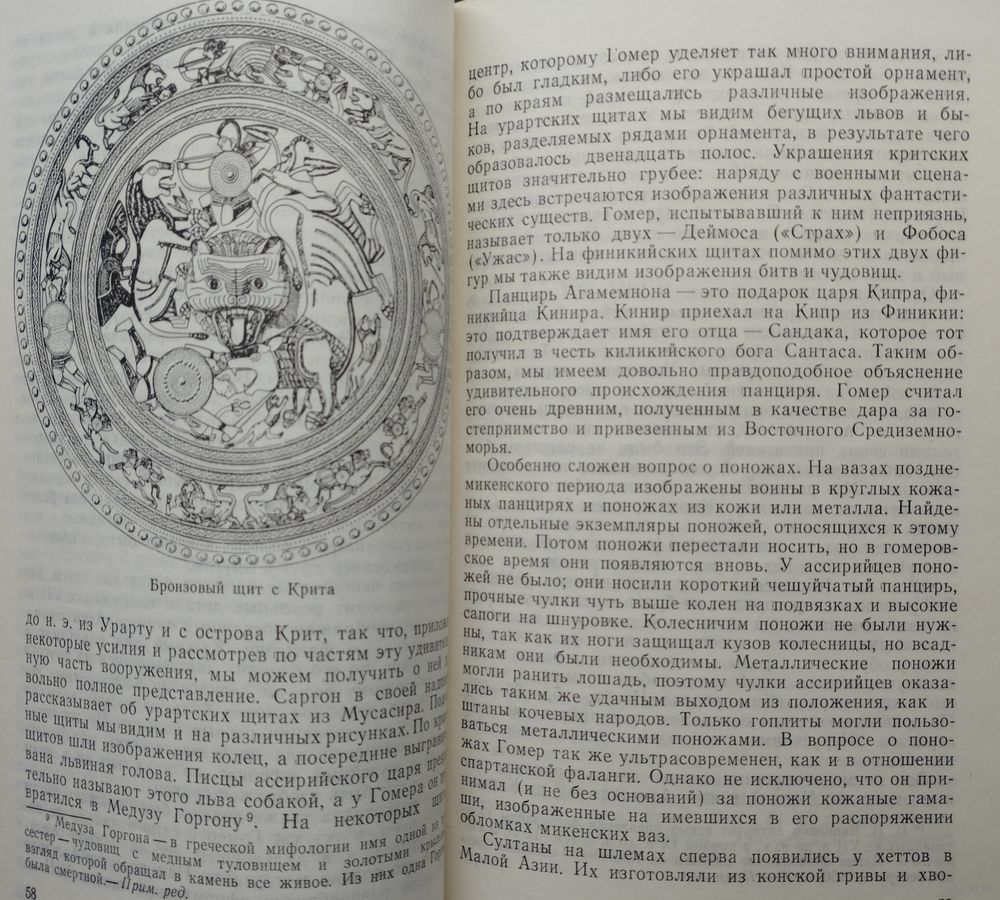 Бронзовый щит с Крита
до н. э. из Урарту и с острова Крит, так что,
некоторые усилия и рассмотрев по частям эту
ную часть вооружения, мы можем получить о ней
вольно полное представление. Саргон в своей
рассказывает об урартских щитах из Мусасира.
ные щиты мы видим и на различных рисунках. По
щитов шли изображения колец, а посередине
вана львиная голова. Писцы ассирийского царя
тельно называют этого льва собакой, а у Гомера он
вратился в Медузу Горгону⁹. На некоторых
⁹ Медуза Горгона — в греческой мифологии имя одной из
сестер — чудовищ с медным туловищем и золотыми
взгляд которой обращал в камень все живое. Из них одна
была смертной.— Прим. ред.
58
центр, которому Гомер уделяет так много внимания, ли-
бо был гладким, либо его украшал простой орнамент,
а по краям размещались различные изображения.
На урартских щитах мы видим бегущих львов и бы-
ков, разделяемых рядами орнамента, в результате чего
образовалось двенадцать полос. Украшения критских
щитов значительно грубее: наряду с военными сцена-
ми здесь встречаются изображения различных фантасти-
ческих существ. Гомер, испытывавший к ним неприязнь,
называет только двух — Деймоса («Страх») и Фобоса
(«Ужас»). На финикийских щитах помимо этих двух фи-
гур мы также видим изображения битв и чудовищ.
Панцирь Агамемнона — это подарок царя Кипра, фи-
никийца Кинира. Кинир приехал на Кипр из Финикии:
это подтверждает имя его отца — Сандака, которое тот
получил в честь киликийского бога Сантаса. Таким об-
разом, мы имеем довольно правдоподобное объяснение
удивительного происхождения панциря. Гомер считал
его очень древним, полученным в качестве дара за го-
степриимство и привезенным из Восточного Средиземно-
морья.
Особенно сложен вопрос о поножах. На вазах поздне-
микенского периода изображены воины в круглых кожа-
ных панцирях и поножах из кожи или металла. Найде-
ны отдельные экземпляры поножей, относящихся к этому
времени. Потом поножи перестали носить, но в гомеров-
ское время они появляются вновь. У ассирийцев поно-
жей не было; они носили короткий чешуйчатый панцирь,
прочные чулки чуть выше колен на подвязках и высокие
сапоги на шнуровке. Колесничим поножи не были нуж-
ны, так как их ноги защищал кузов колесницы, но всад-
никам они были необходимы. Металлические поножи
могли ранить лошадь, поэтому чулки ассирийцев оказа-
лись таким же удачным выходом из положения, как и
штаны кочевых народов. Только гоплиты могли пользо-
ваться металлическими поножами. В вопросе о поно-
жах Гомер так же ультрасовременен, как и в отношении
спартанской фаланги. Однако не исключено, что он при-
нимал (и не без оснований) за поножи кожаные гама-
ши, изображенные на имевшихся в его распоряжении
обломках микенских ваз.
Султаны на шлемах сперва появились у хеттов в
Малой Азии. Их изготовляли из конской гривы и хво-